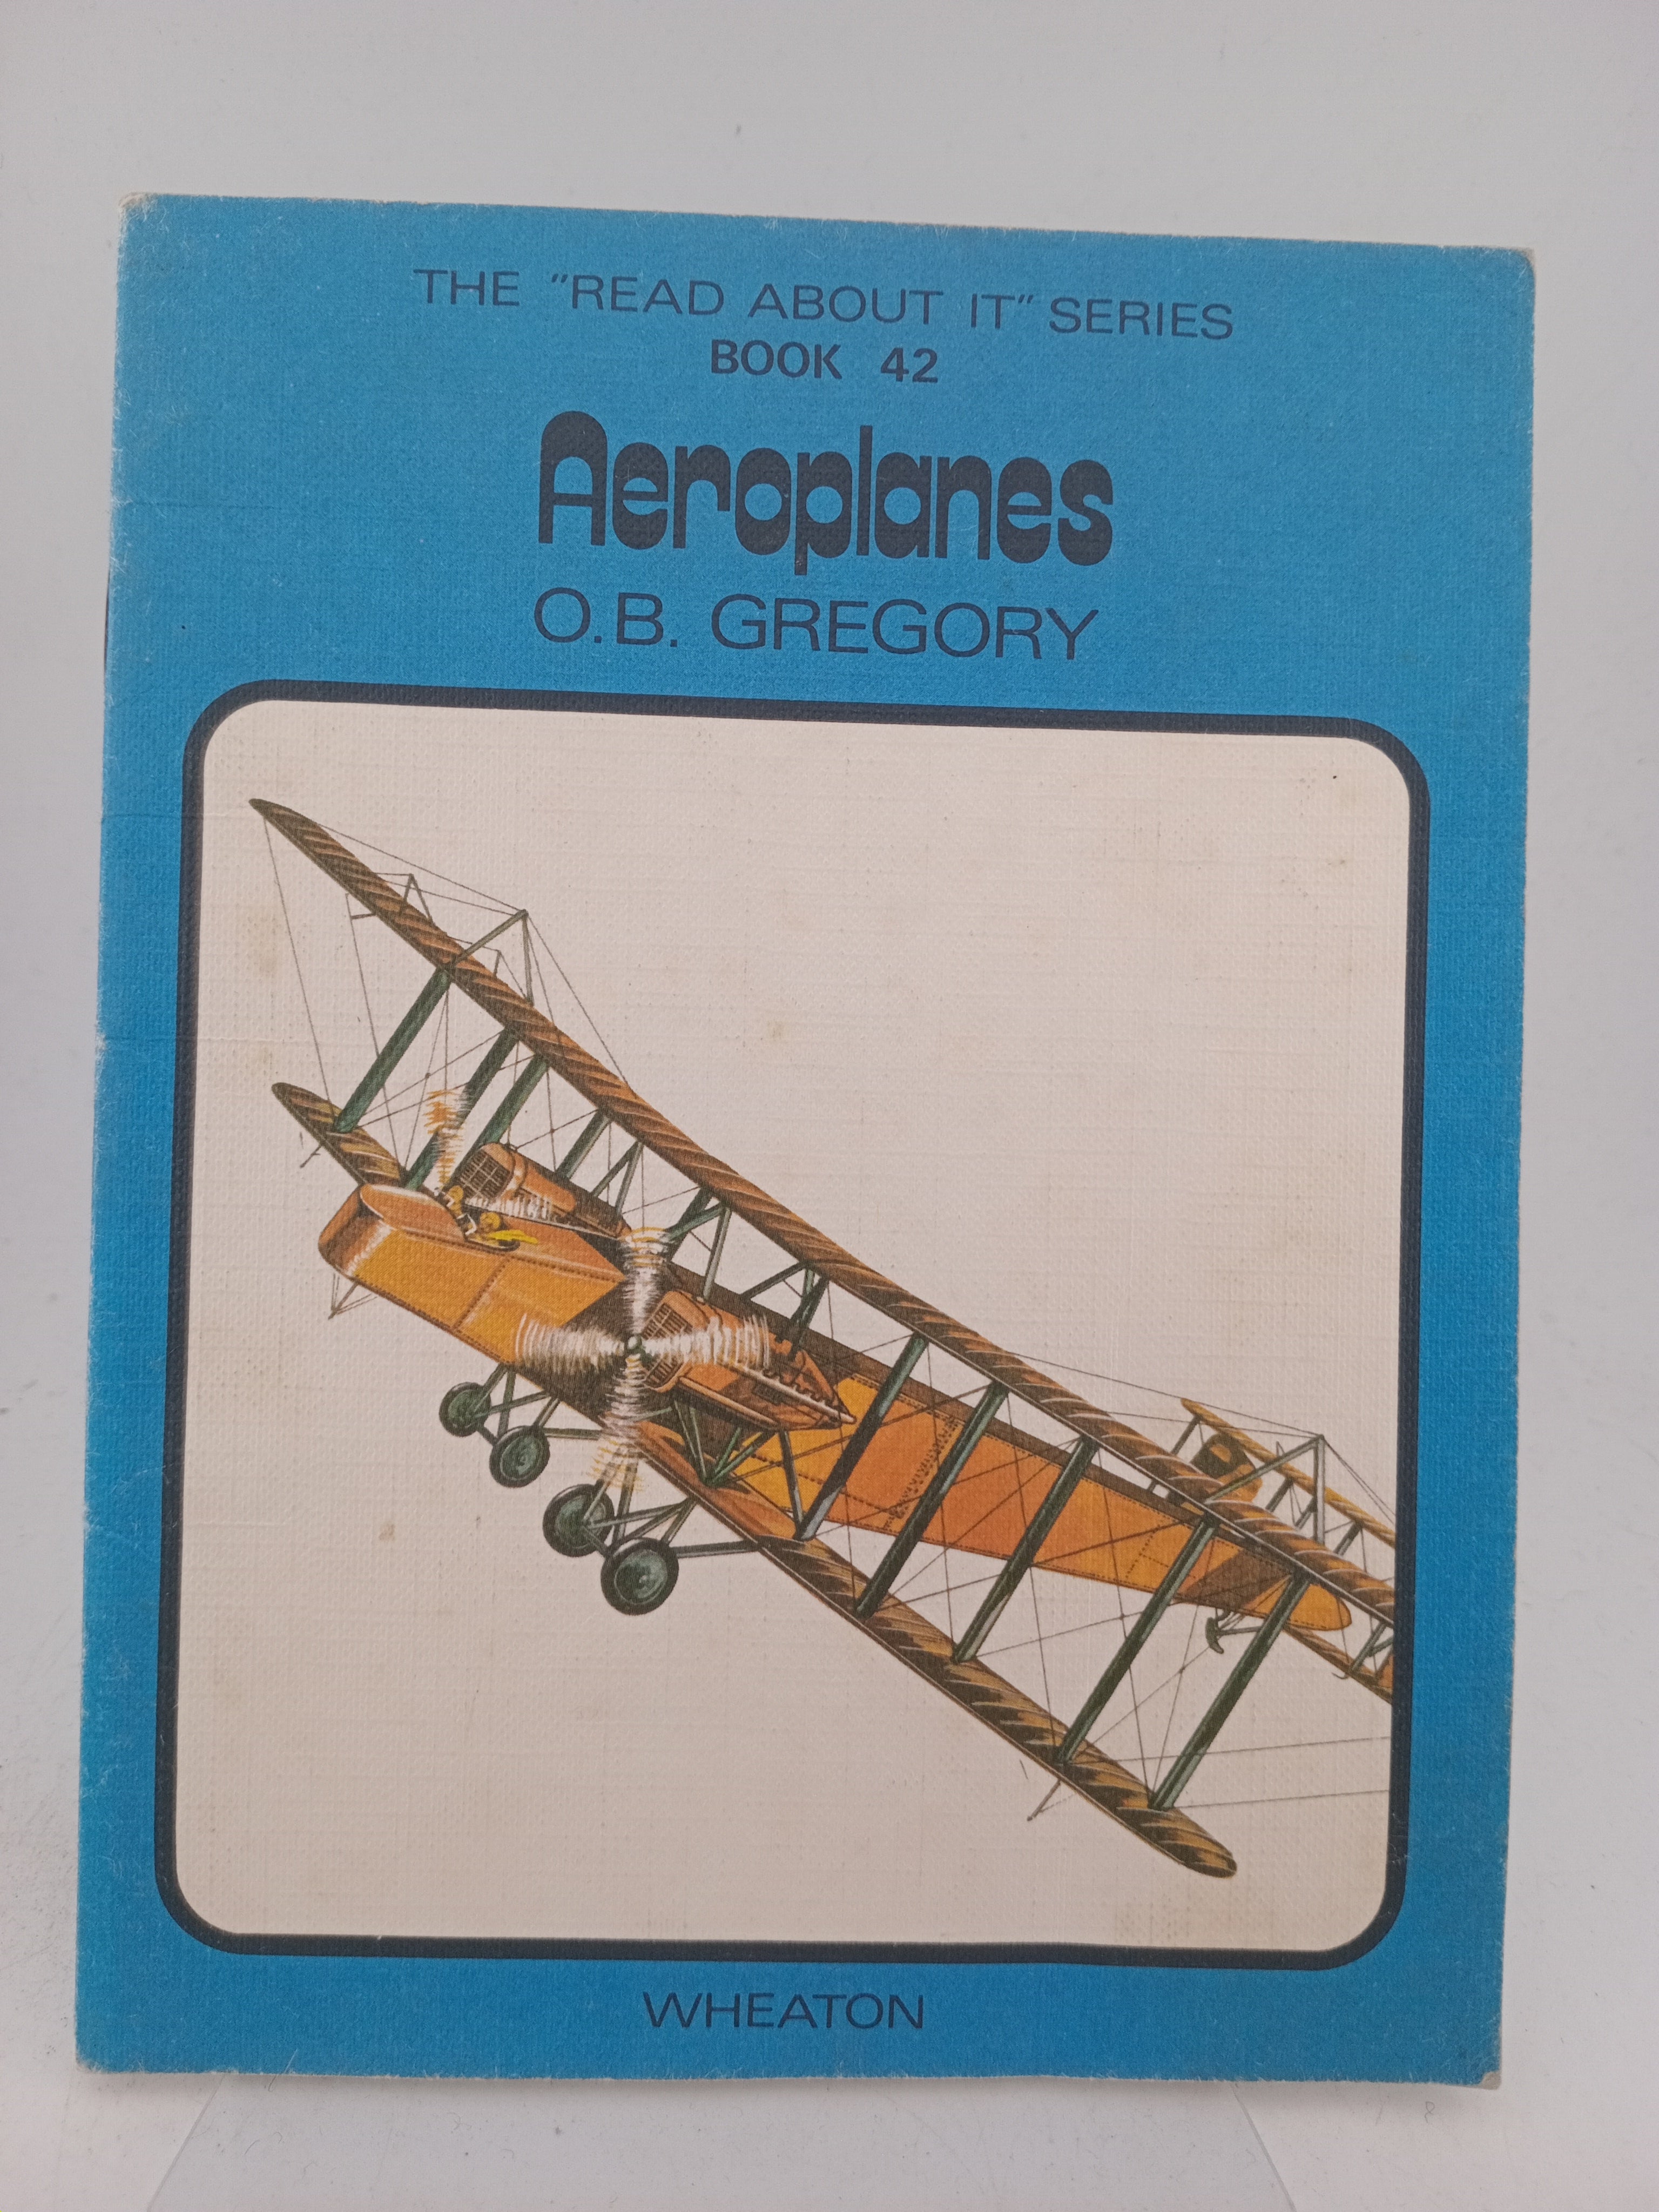 THE "READ ABOUT IT" SERIES
BOOK 42
Aeroplanes
O.B. GREGORY
WHEATON